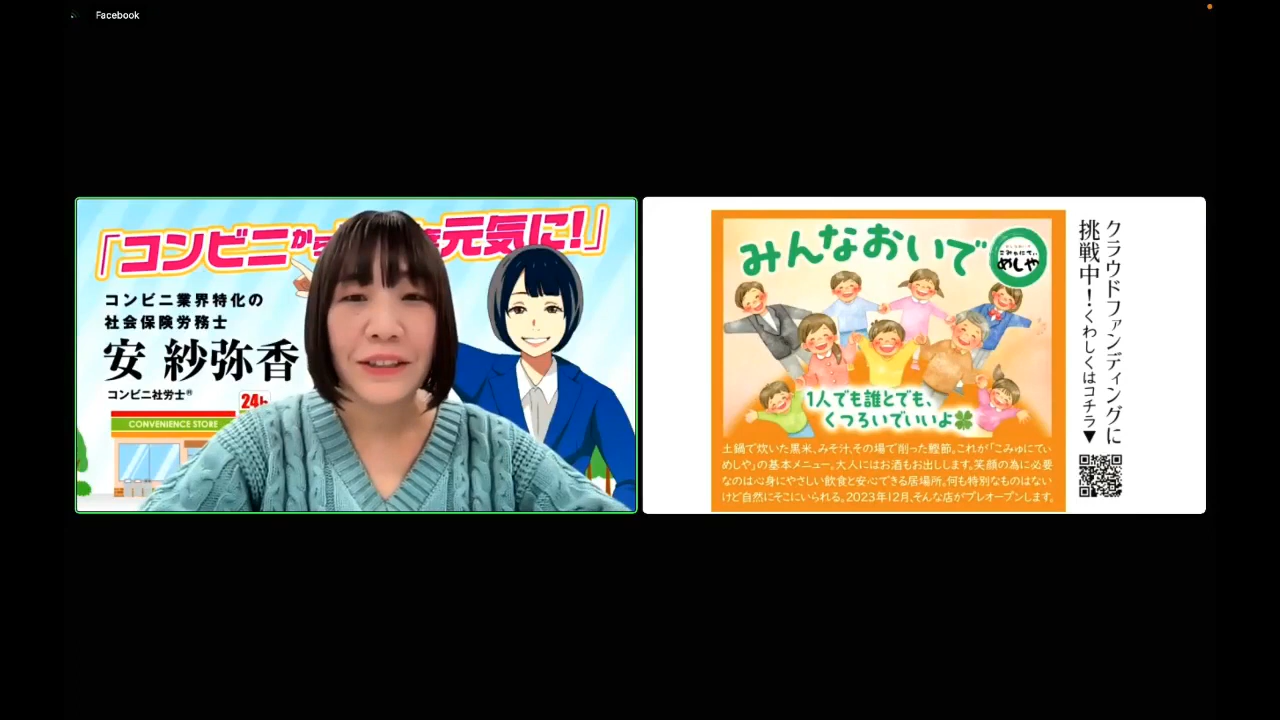 Facebook
「コンビニから 元気に!」
コンビニ業界特化の
社会保険労務士
安 紗弥香
コンビニ社労士®
24h
CONVENIENCE STORE
みんなおいで
こみゅにてぃ
めしや
1人でも誰とでも、
くつろいでいいよ
土鍋で炊いた黒米、みそ汁、その場で削った鰹節。これが「こみゅにてぃ
めしや」の基本メニュー。大人にはお酒もお出しします。笑顔の為に必要
なのは心身にやさしい飲食と安心できる居場所。何も特別なものはない
けど自然にそこにいられる。2023年12月、そんな店がプレオープンします。
クラウドファンディングに
挑戦中!くわしくはコチラ▼